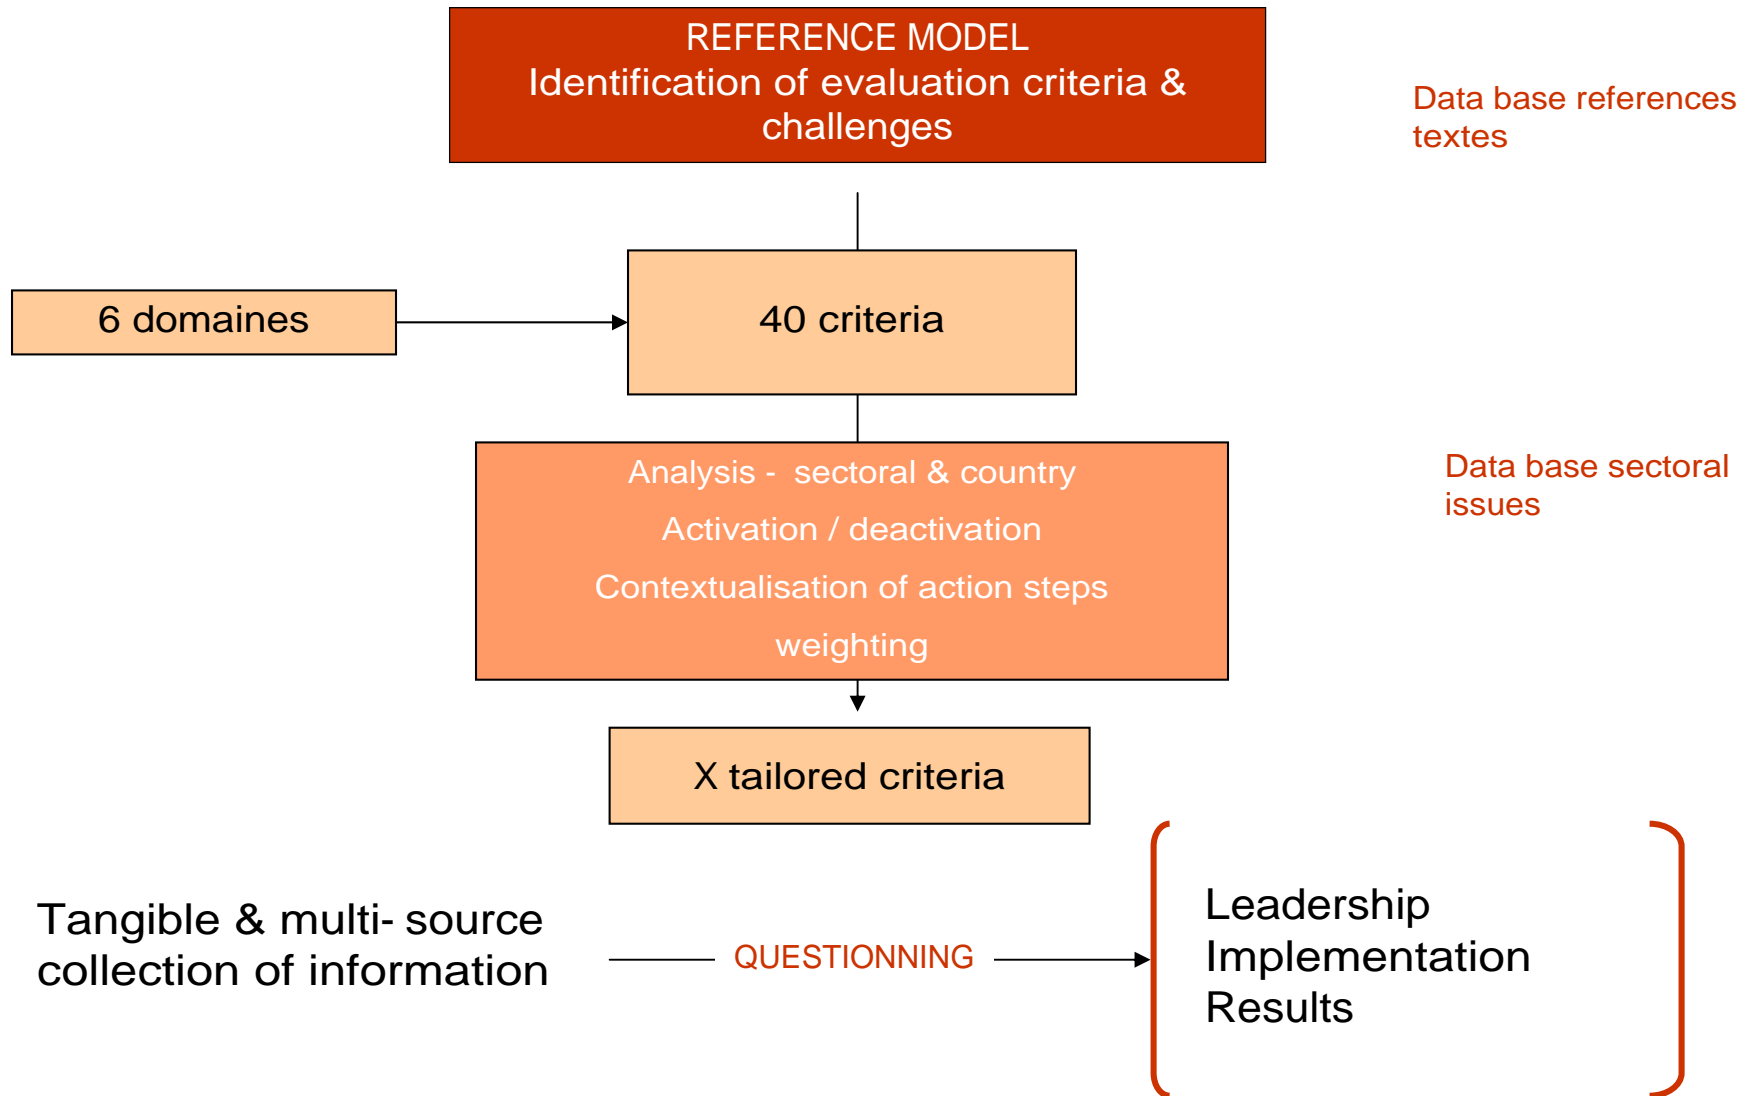 REFERENCE MODEL
Identification of evaluation criteria &
challenges
Data base references
textes
6 domaines
40 criteria
Analysis - sectoral & country
Activation / deactivation
Contextualisation of action steps
weighting
Data base sectoral
issues
X tailored criteria
Tangible & multi- source
collection of information
QUESTIONNING
Leadership
Implementation
Results